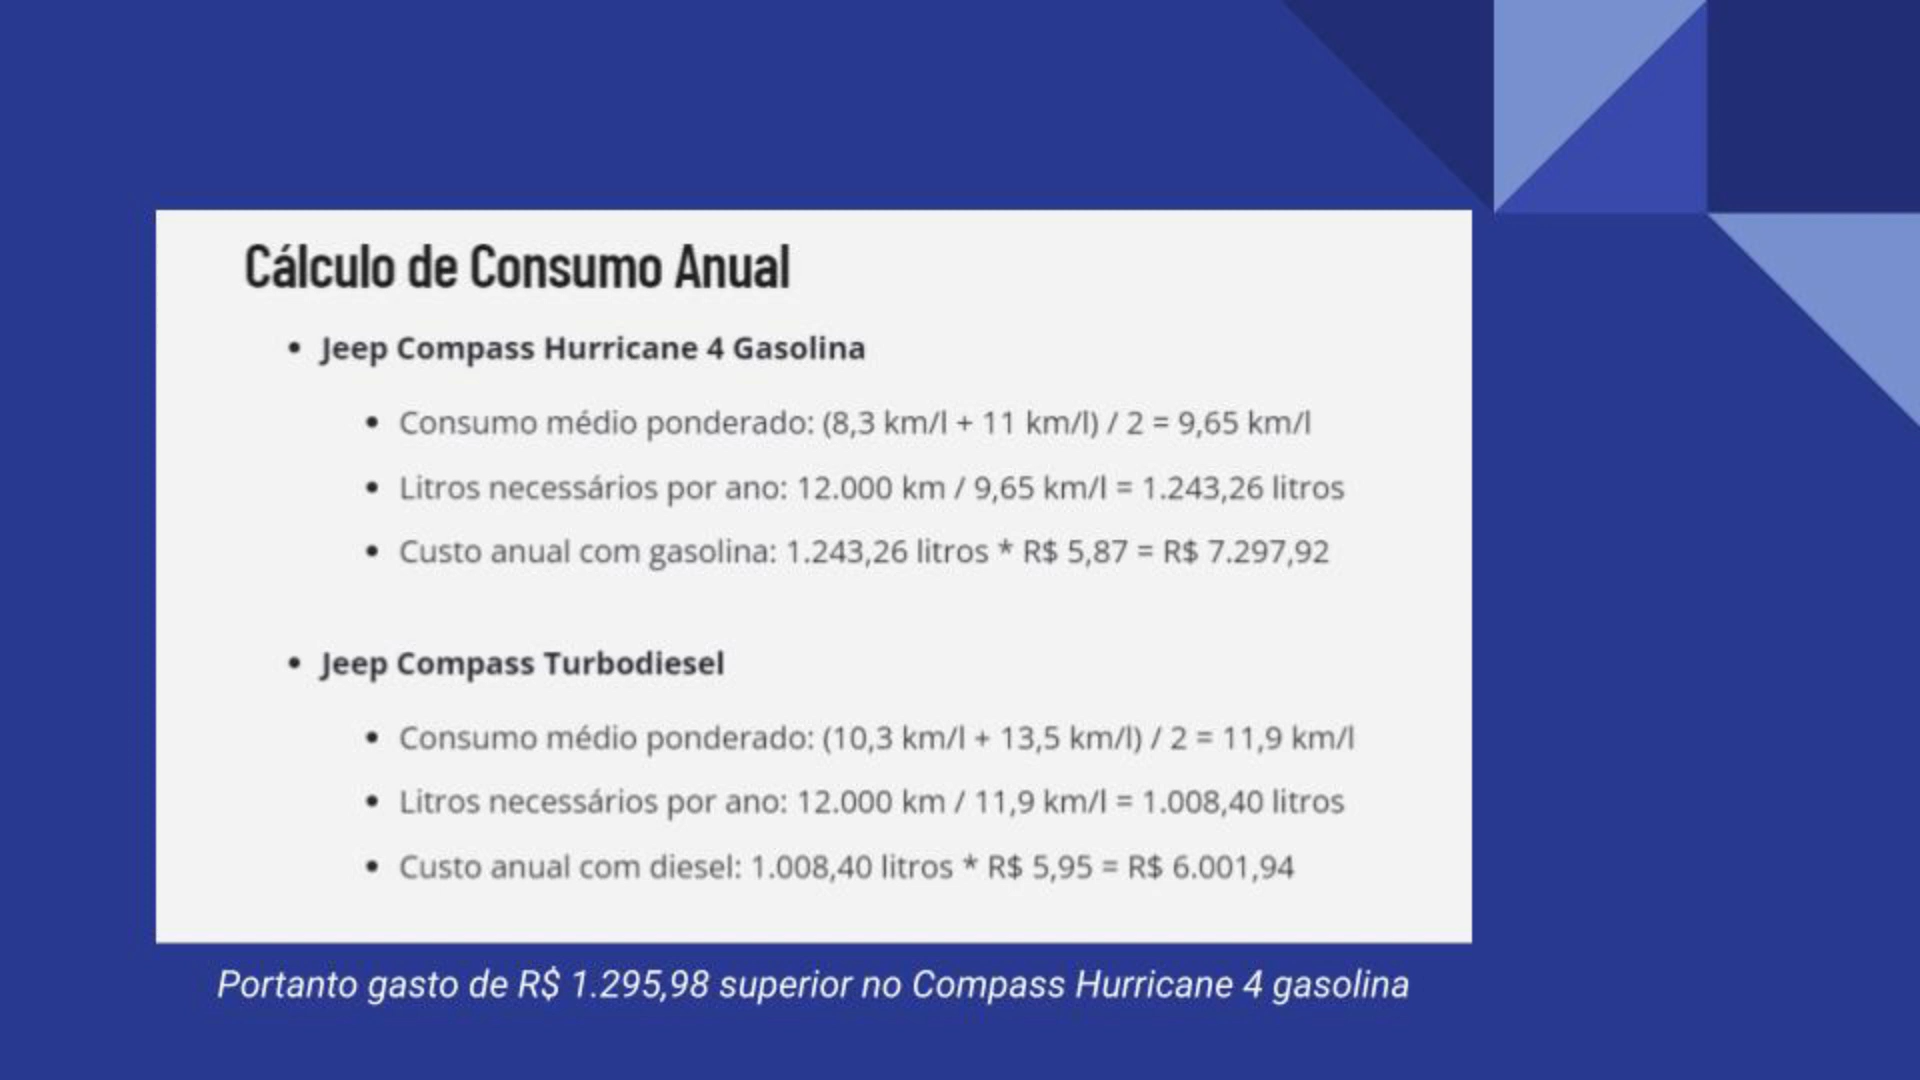 Cálculo de Consumo Anual
• Jeep Compass Hurricane 4 Gasolina
• Consumo médio ponderado: (8,3 km/l + 11 km/l) / 2 = 9,65 km/l
• Litros necessários por ano: 12.000 km / 9,65 km/l = 1.243,26 litros
• Custo anual com gasolina: 1.243,26 litros * R$ 5,87 = R$ 7.297,92
• Jeep Compass Turbodiesel
• Consumo médio ponderado: (10,3 km/l + 13,5 km/l) / 2 = 11,9 km/l
• Litros necessários por ano: 12.000 km / 11,9 km/l = 1.008,40 litros
• Custo anual com diesel: 1.008,40 litros * R$ 5,95 = R$ 6.001,94
Portanto gasto de R$ 1.295,98 superior no Compass Hurricane 4 gasolina